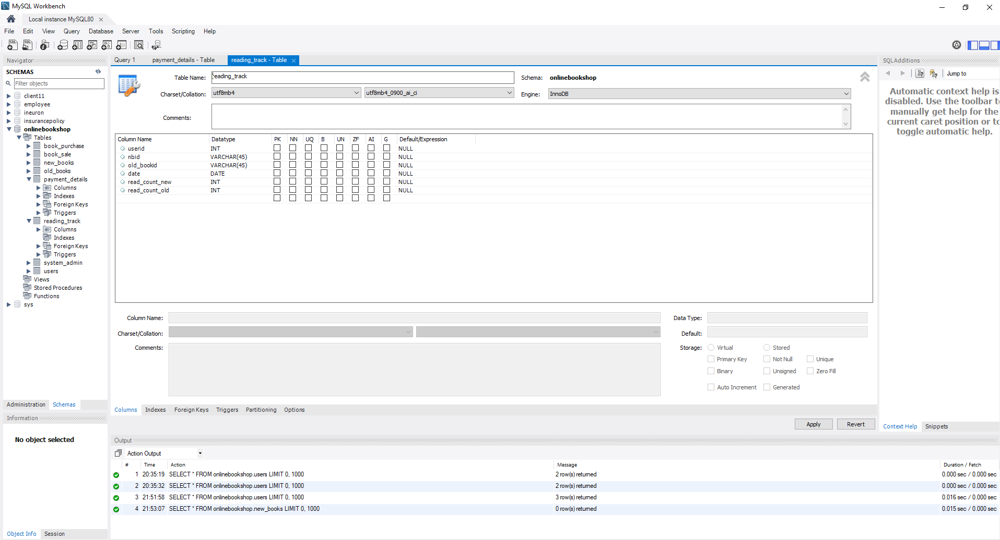 MySQL Workbench
Local instance MySQL80
File Edit View Query Database Server Tools Scripting Help
Navigator
SCHEMAS
Filter objects
client11
employee
ineuron
insurancepolicy
onlinebookshop
Tables
book_purchase
book_sale
new_books
old_books
payment_details
Columns
Indexes
Foreign Keys
Triggers
reading_track
Columns
Indexes
Foreign Keys
Triggers
system_admin
users
Views
Stored Procedures
Functions
sys
Administration Schemas
Information
No object selected
Object Info Session
Query 1 payment_details - Table reading_track - Table
Table Name: reading_track Schema: onlinebookshop
Charset/Collation: utf8mb4 utf8mb4_0900_ai_ci Engine: InnoDB
Comments:
Column Name Datatype PK NN UQ B UN ZF AI G Default/Expression
userid INT NULL
nbid VARCHAR(45) NULL
old_bookid VARCHAR(45) NULL
date DATE NULL
read_count_new INT NULL
read_count_old INT NULL
Column Name: Data Type:
Charset/Collation: Default:
Comments: Storage: Virtual Stored
Primary Key Not Null Unique
Binary Unsigned Zero Fill
Auto Increment Generated
Columns Indexes Foreign Keys Triggers Partitioning Options
Apply Revert
SQLAdditions
Jump to
Automatic context help is
disabled. Use the toolbar to
manually get help for the
current caret position or to
toggle automatic help.
Context Help Snippets
Output
Action Output
# Time Action Message Duration / Fetch
1 20:35:19 SELECT * FROM onlinebookshop.users LIMIT 0, 1000 2 row(s) returned 0.000 sec / 0.000 sec
2 20:35:32 SELECT * FROM onlinebookshop.users LIMIT 0, 1000 2 row(s) returned 0.000 sec / 0.000 sec
3 21:51:58 SELECT * FROM onlinebookshop.users LIMIT 0, 1000 3 row(s) returned 0.016 sec / 0.000 sec
4 21:53:07 SELECT * FROM onlinebookshop.new_books LIMIT 0, 1000 0 row(s) returned 0.015 sec / 0.000 sec